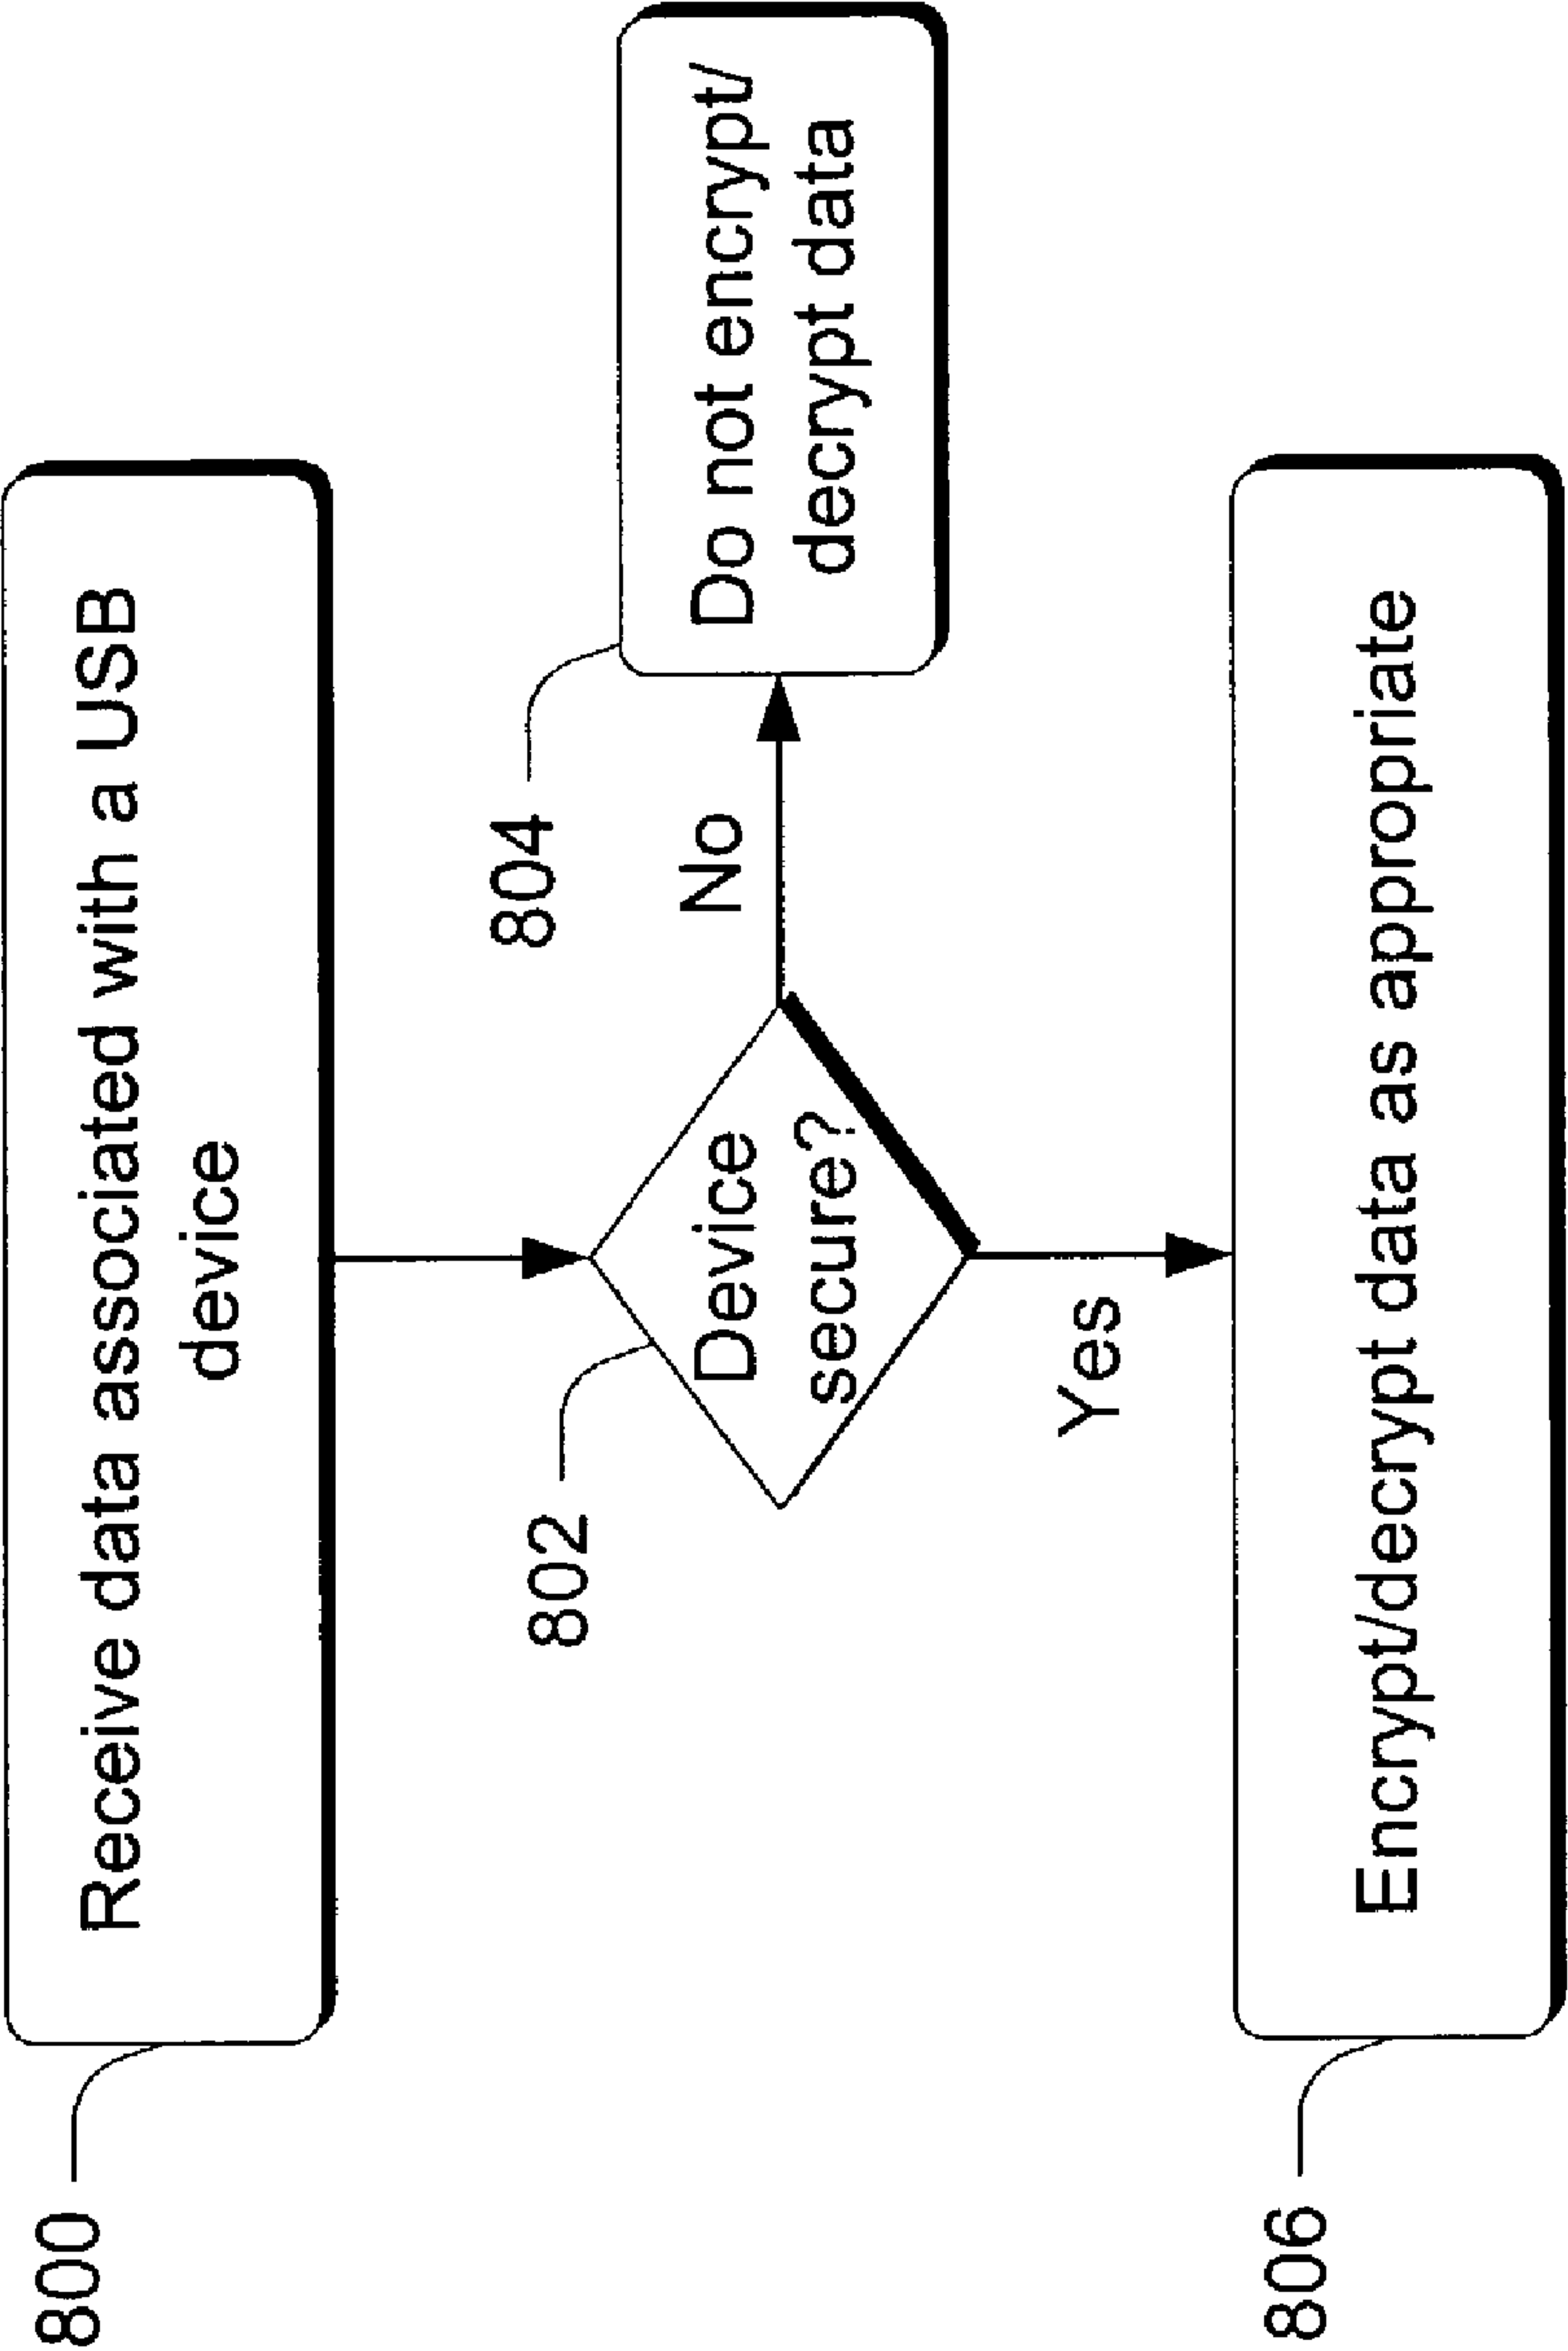 800
Receive data associated with a USB
device
802
Device
secure?
804
No
Do not encrypt/
decrypt data
Yes
806
Encrypt/decrypt data as appropriate